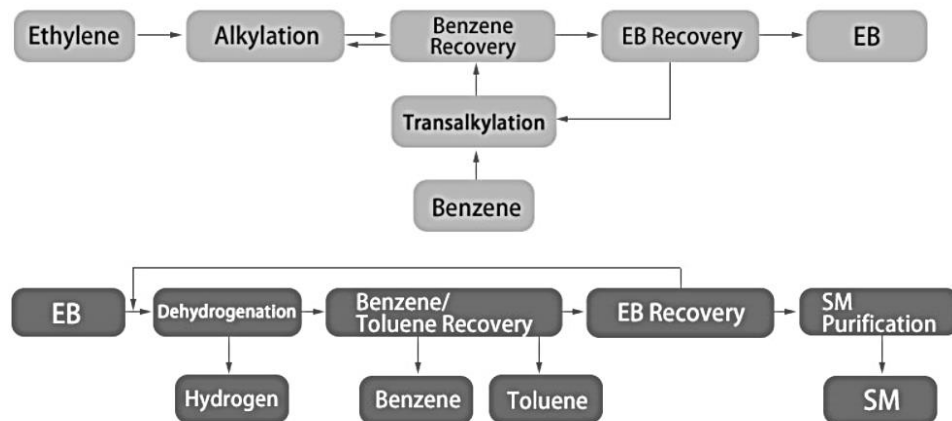 Ethylene
Alkylation
Benzene
Recovery
EB Recovery
EB
Transalkylation
Benzene
EB
Dehydrogenation
Benzene/
Toluene Recovery
EB Recovery
SM
Purification
Hydrogen
Benzene
Toluene
SM